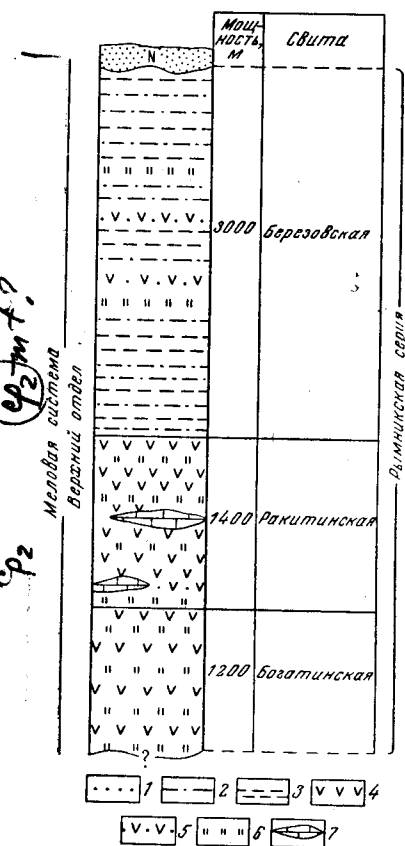 Мощ-
ность,
м
Свита
N
3000
Березовская
1400
Ракитинская
1200
Богатинская
?
Меловая система
Верхний отдел
Рымникская серия
1
2
3
4
5
6
7